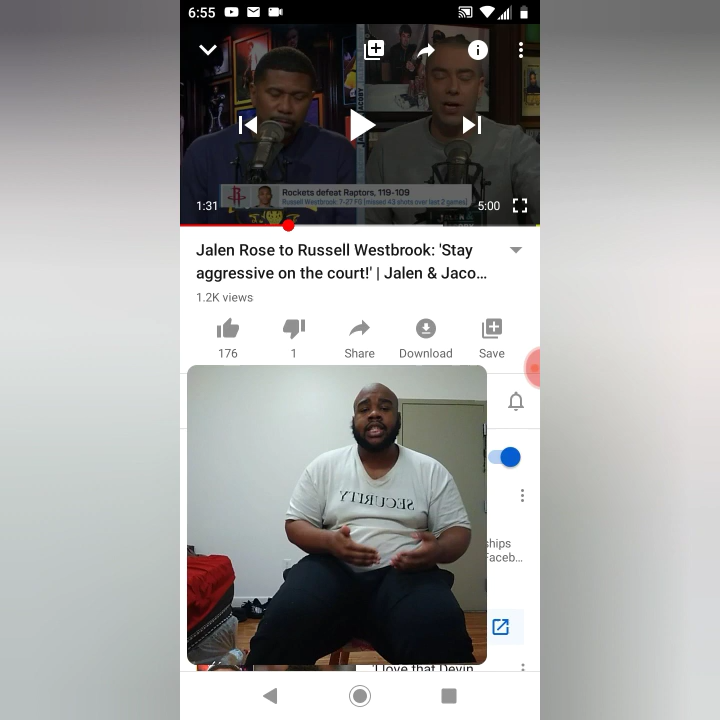 6:55
JACOBY
Rockets defeat Raptors, 119-109
Russell Westbrook: 7-27 FG (missed 43 shots over last 2 games)
1:31
5:00
Jalen Rose to Russell Westbrook: 'Stay
aggressive on the court!' | Jalen & Jaco...
1.2K views
176
1
Share
Download
Save
SECURITY
ships
Faceb...
'I love that Devin